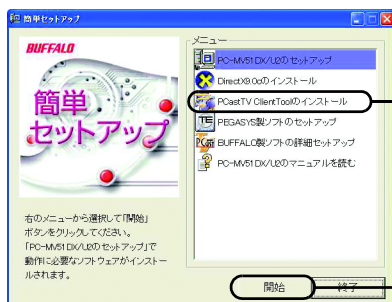 簡単セットアップ
BUFFALO
簡単
セットアップ
メニュー
PC-MV51DX/U2のセットアップ
DirectX9.0cのインストール
PCastTV ClientToolのインストール
PEGASYS製ソフトのセットアップ
BUFFALO製ソフトの詳細セットアップ
PC-MV51DX/U2のマニュアルを読む
右のメニューから選択して「開始」
ボタンをクリックしてください。
「PC-MV51DX/U2のセットアップ」で
動作に必要なソフトウェアがインストー
ルされます。
開始
終了